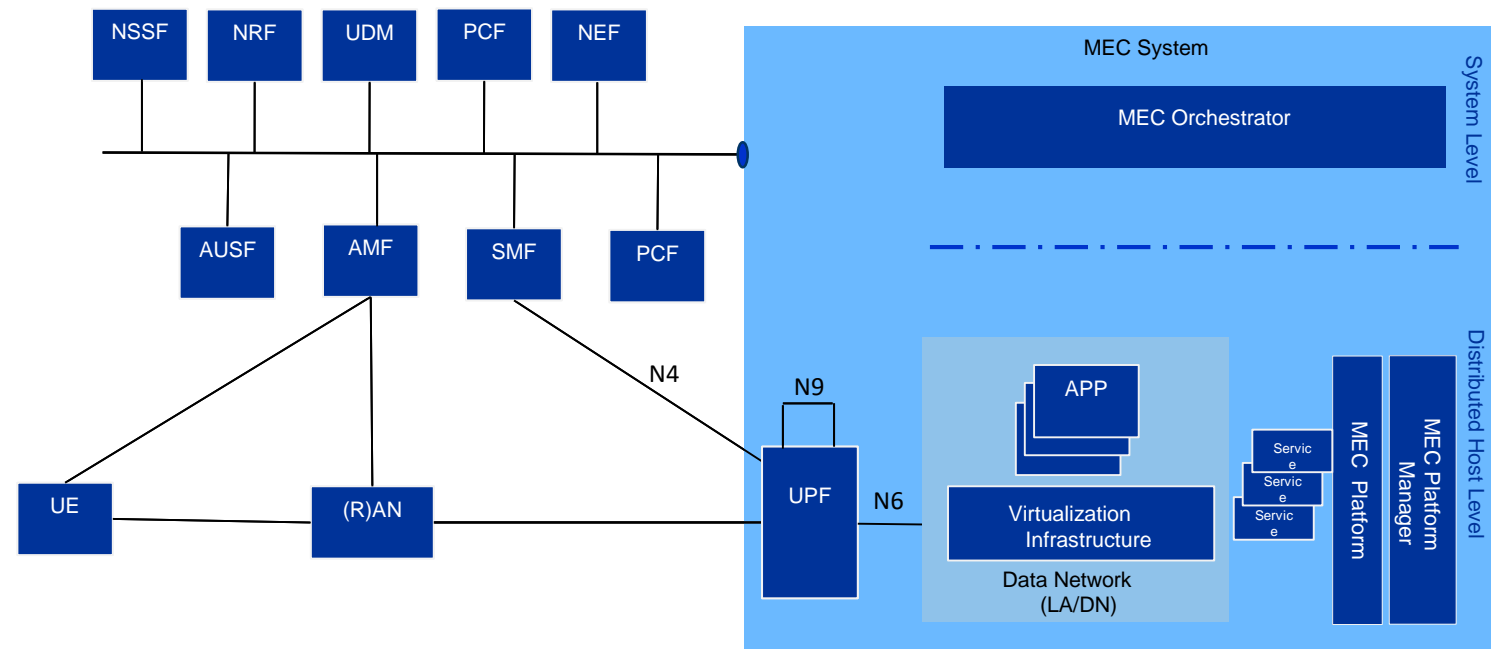 NSSF
NRF
UDM
PCF
NEF
MEC System
MEC Orchestrator
System Level
AUSF
AMF
SMF
PCF
N4
N9
APP
Servic
e
Servic
e
Servic
e
MEC Platform
MEC Platform
Manager
Distributed Host Level
UE
(R)AN
UPF
N6
Virtualization
Infrastructure
Data Network
(LA/DN)